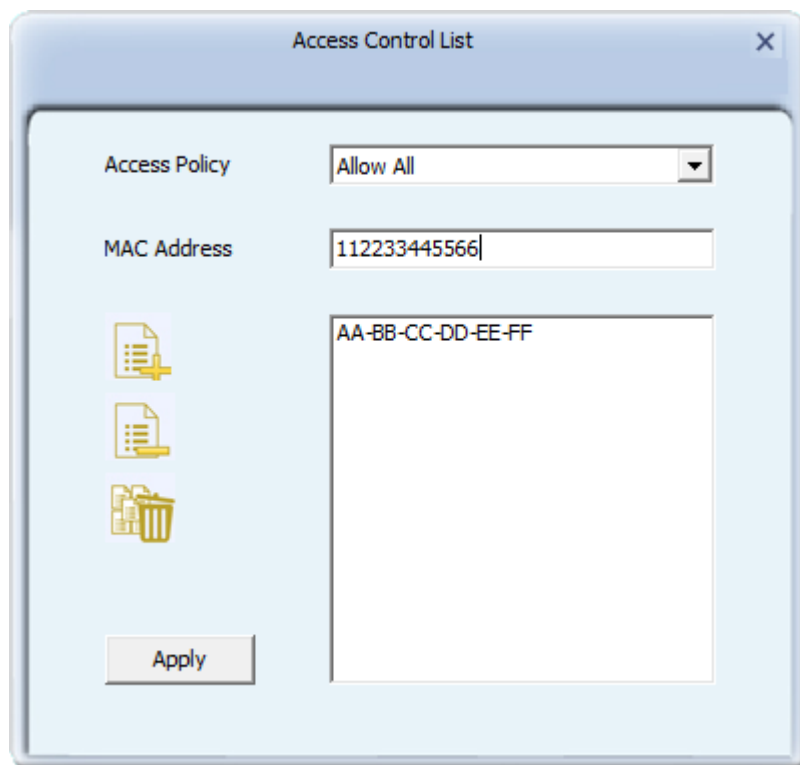 Access Control List
Access Policy
Allow All
MAC Address
112233445566
AA-BB-CC-DD-EE-FF
Apply